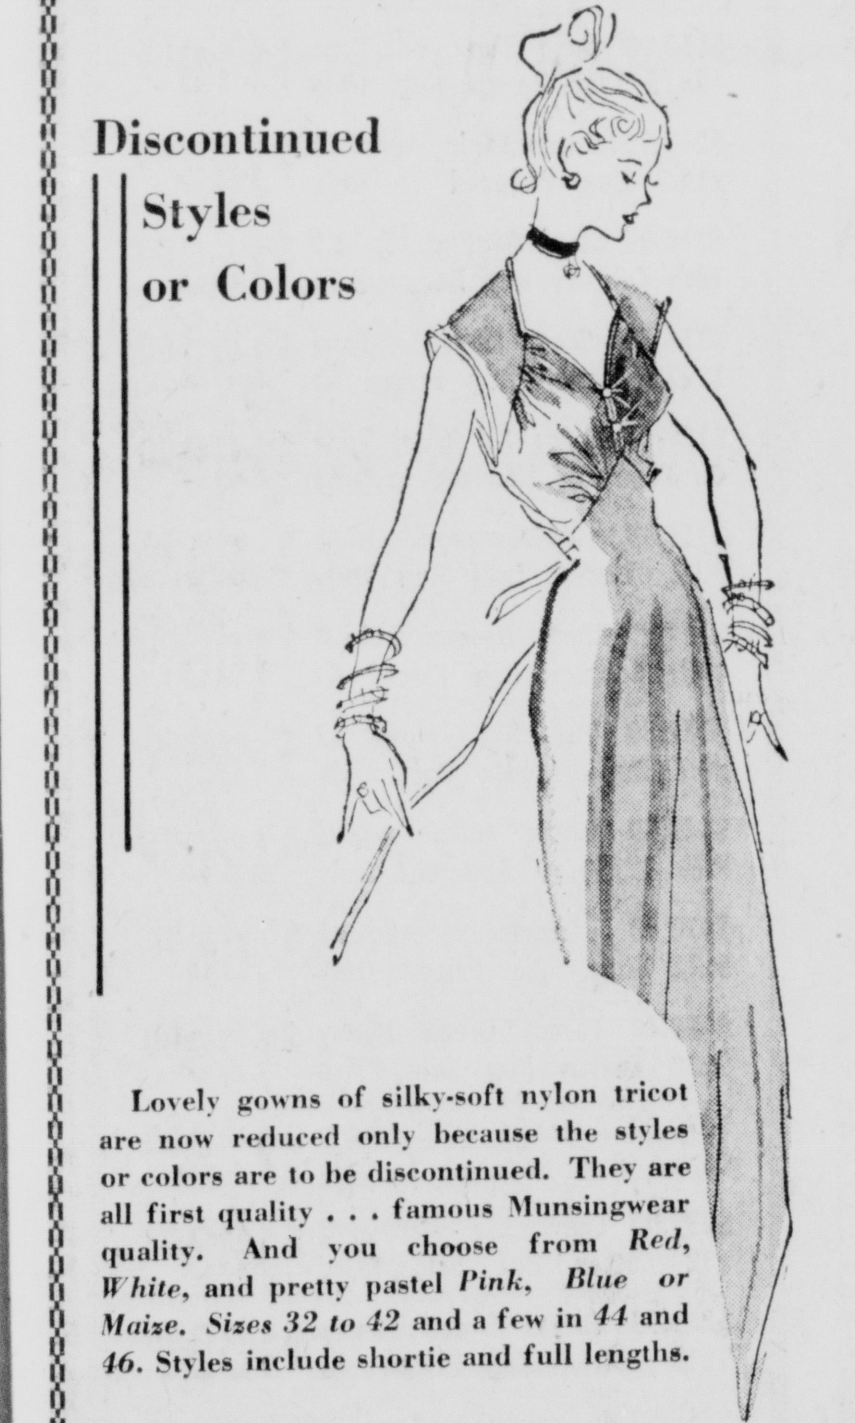 Discontinued
Styles
or Colors
Lovely gowns of silky-soft nylon tricot
are now reduced only because the styles
or colors are to be discontinued. They are
all first quality . . . famous Munsingwear
quality. And you choose from Red,
White, and pretty pastel Pink, Blue or
Maize. Sizes 32 to 42 and a few in 44 and
46. Styles include shortie and full lengths.